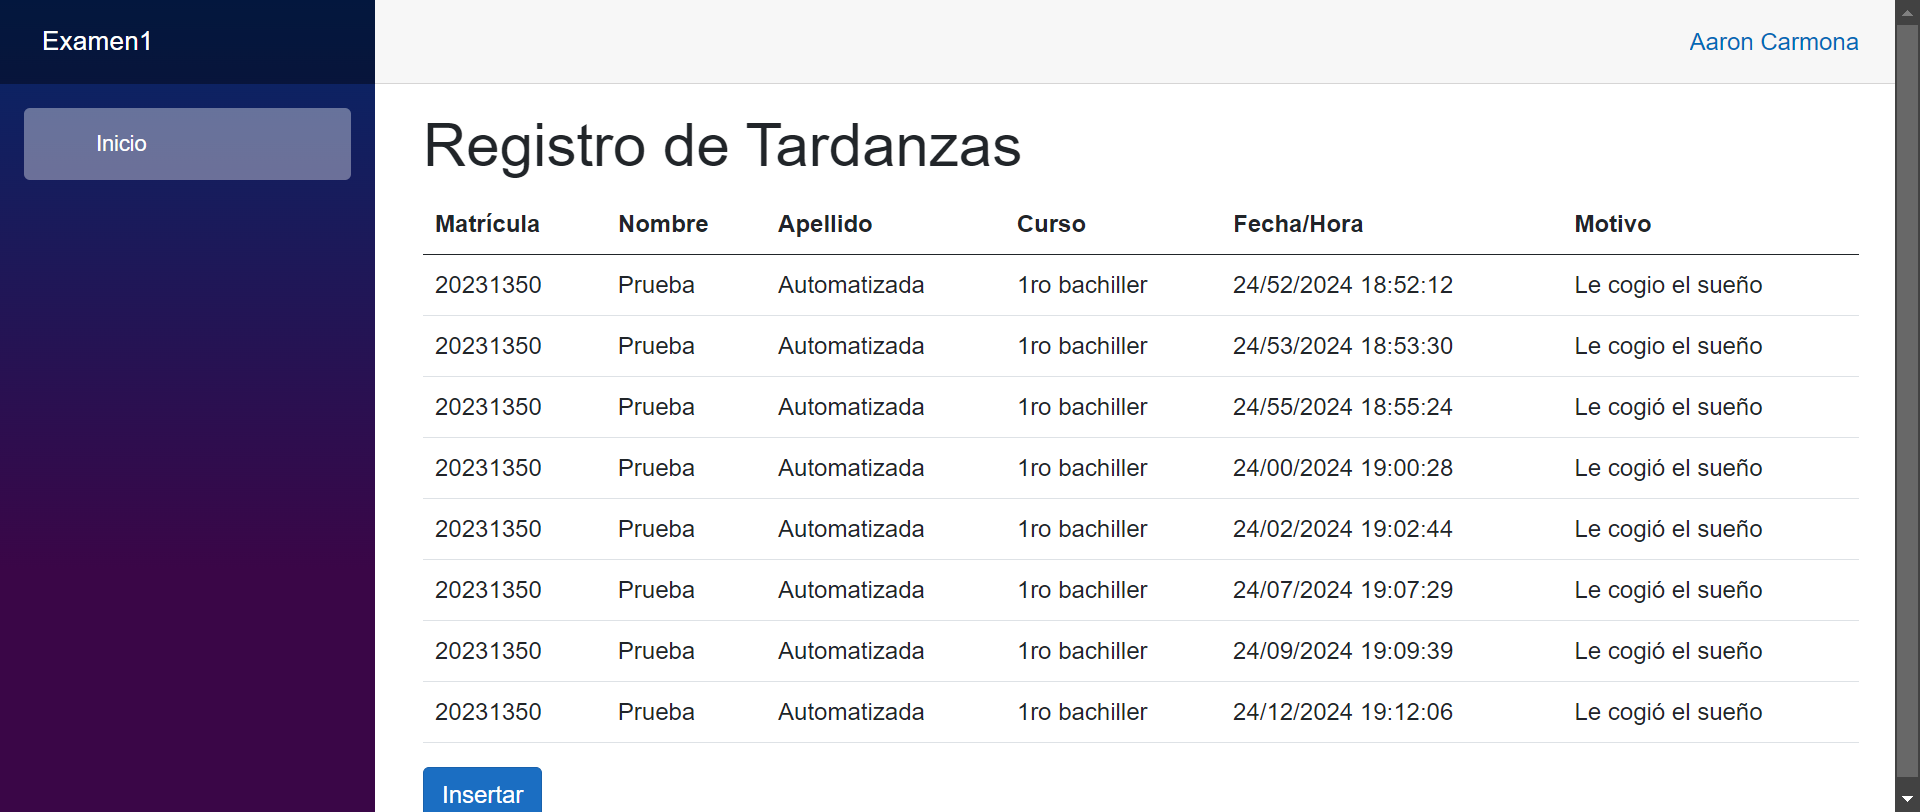 Examen1
Aaron Carmona
Inicio
Registro de Tardanzas
Matrícula Nombre Apellido Curso Fecha/Hora Motivo
20231350 Prueba Automatizada 1ro bachiller 24/52/2024 18:52:12 Le cogio el sueño
20231350 Prueba Automatizada 1ro bachiller 24/53/2024 18:53:30 Le cogio el sueño
20231350 Prueba Automatizada 1ro bachiller 24/55/2024 18:55:24 Le cogió el sueño
20231350 Prueba Automatizada 1ro bachiller 24/00/2024 19:00:28 Le cogió el sueño
20231350 Prueba Automatizada 1ro bachiller 24/02/2024 19:02:44 Le cogió el sueño
20231350 Prueba Automatizada 1ro bachiller 24/07/2024 19:07:29 Le cogió el sueño
20231350 Prueba Automatizada 1ro bachiller 24/09/2024 19:09:39 Le cogió el sueño
20231350 Prueba Automatizada 1ro bachiller 24/12/2024 19:12:06 Le cogió el sueño
Insertar